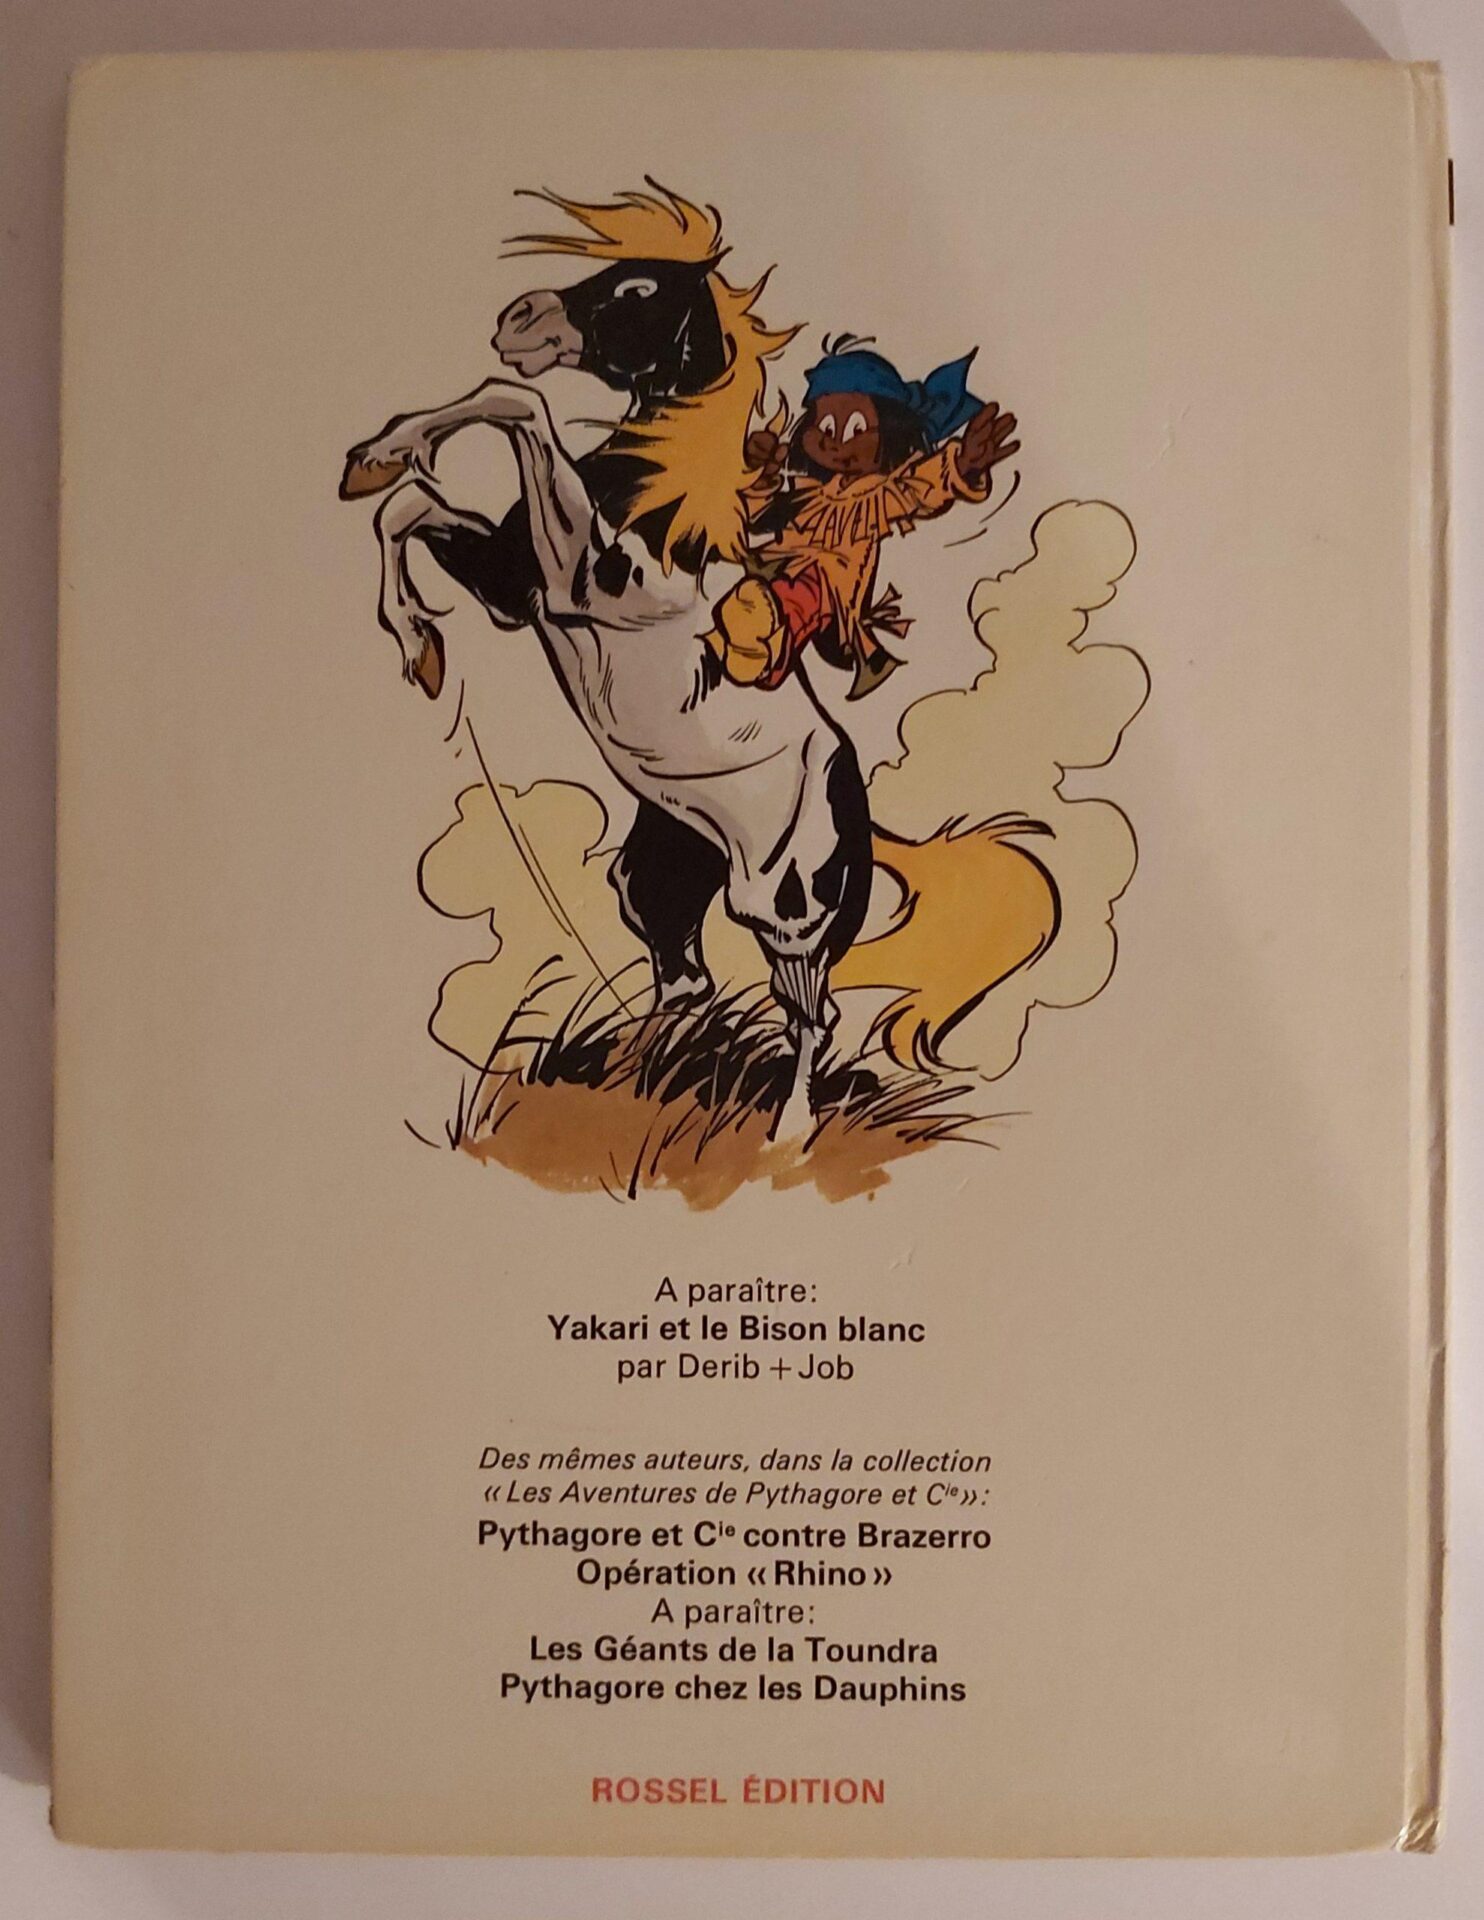 A paraître:
Yakari et le Bison blanc
par Derib + Job
Des mêmes auteurs, dans la collection
« Les Aventures de Pythagore et Cie »:
Pythagore et Cie contre Brazerro
Opération « Rhino »
A paraître:
Les Géants de la Toundra
Pythagore chez les Dauphins
ROSSEL ÉDITION